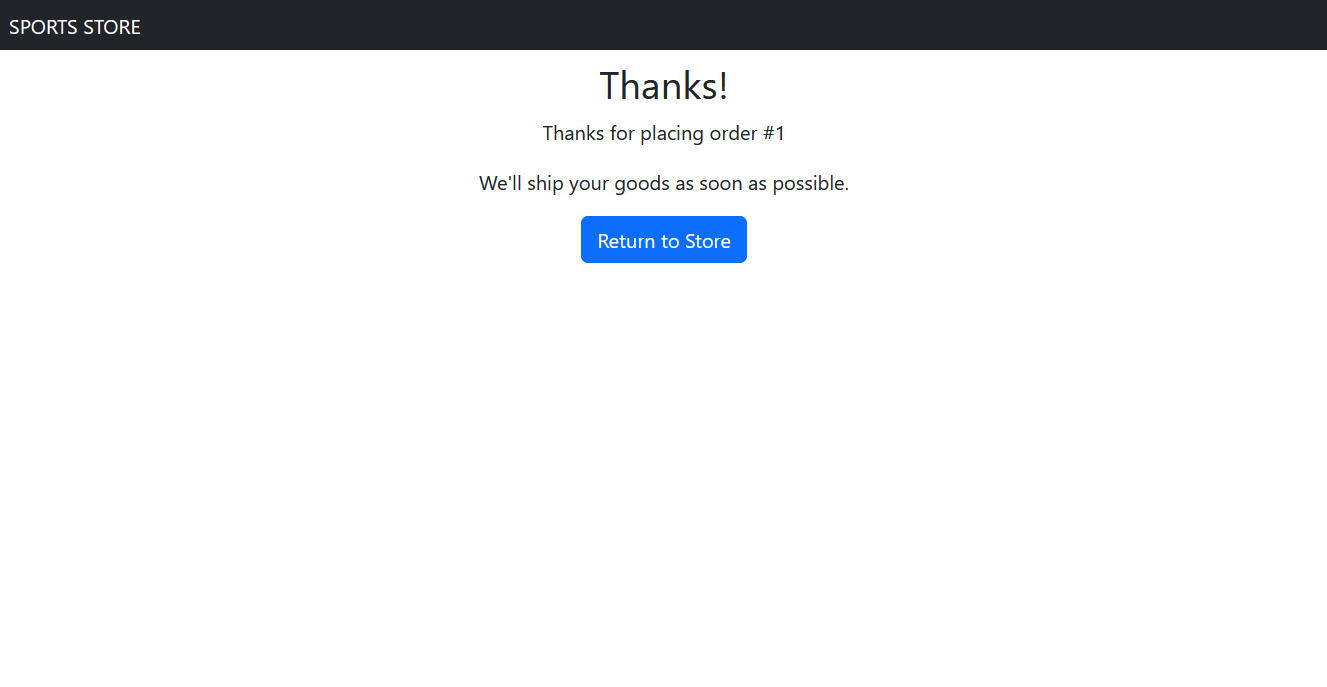 SPORTS STORE
Thanks!
Thanks for placing order #1
We'll ship your goods as soon as possible.
Return to Store